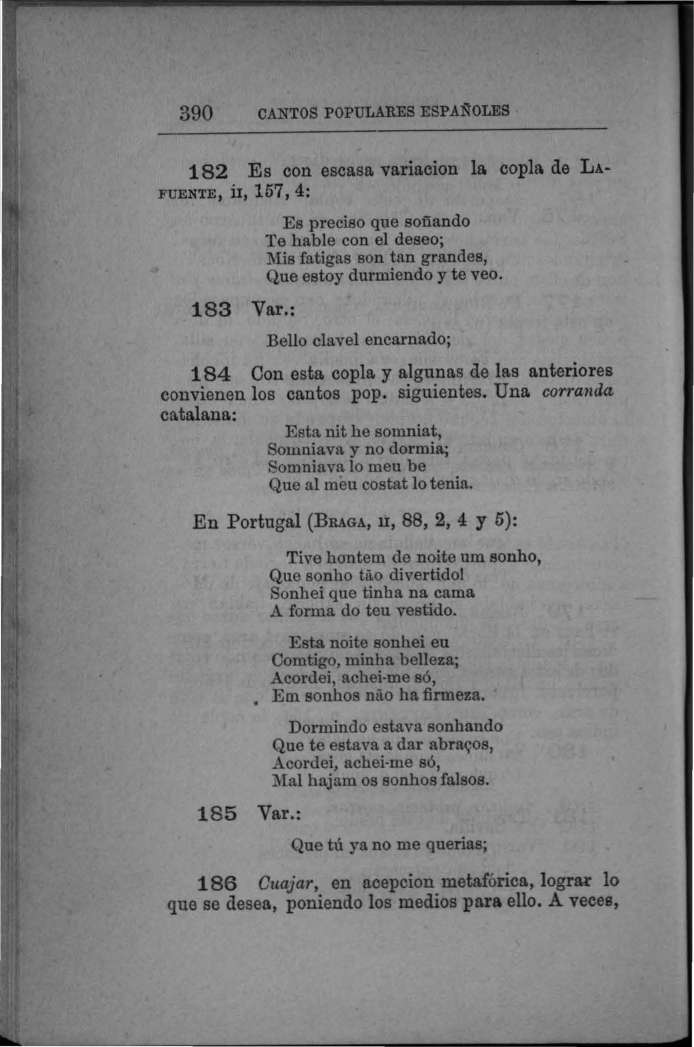 390 CANTOS POPULARES ESPAÑOLES
182 Es con escasa variacion la copla de LA-
FUENTE, II, 157, 4:
Es preciso que soñando
Te hable con el deseo;
Mis fatigas son tan grandes,
Que estoy durmiendo y te veo.
183 Var.:
Bello clavel encarnado;
184 Con esta copla y algunas de las anteriores
convienen los cantos pop. siguientes. Una corranda
catalana:
Esta nit he somniat,
Somniava y no dormia;
Somniava lo meu be
Que al meu costat lo tenia.
En Portugal (BRAGA, II, 88, 2, 4 y 5):
Tive hontem de noite um sonho,
Que sonho tão divertido!
Sonhei que tinha na cama
A forma do teu vestido.
Esta noite sonhei eu
Comtigo, minha belleza;
Acordei, achei-me só,
Em sonhos não ha firmeza.
Dormindo estava sonhando
Que te estava a dar abraços,
Acordei, achei-me só,
Mal hajam os sonhos falsos.
185 Var.:
Que tú ya no me querias;
186 Cuajar, en acepcion metafórica, lograr lo
que se desea, poniendo los medios para ello. A veces,